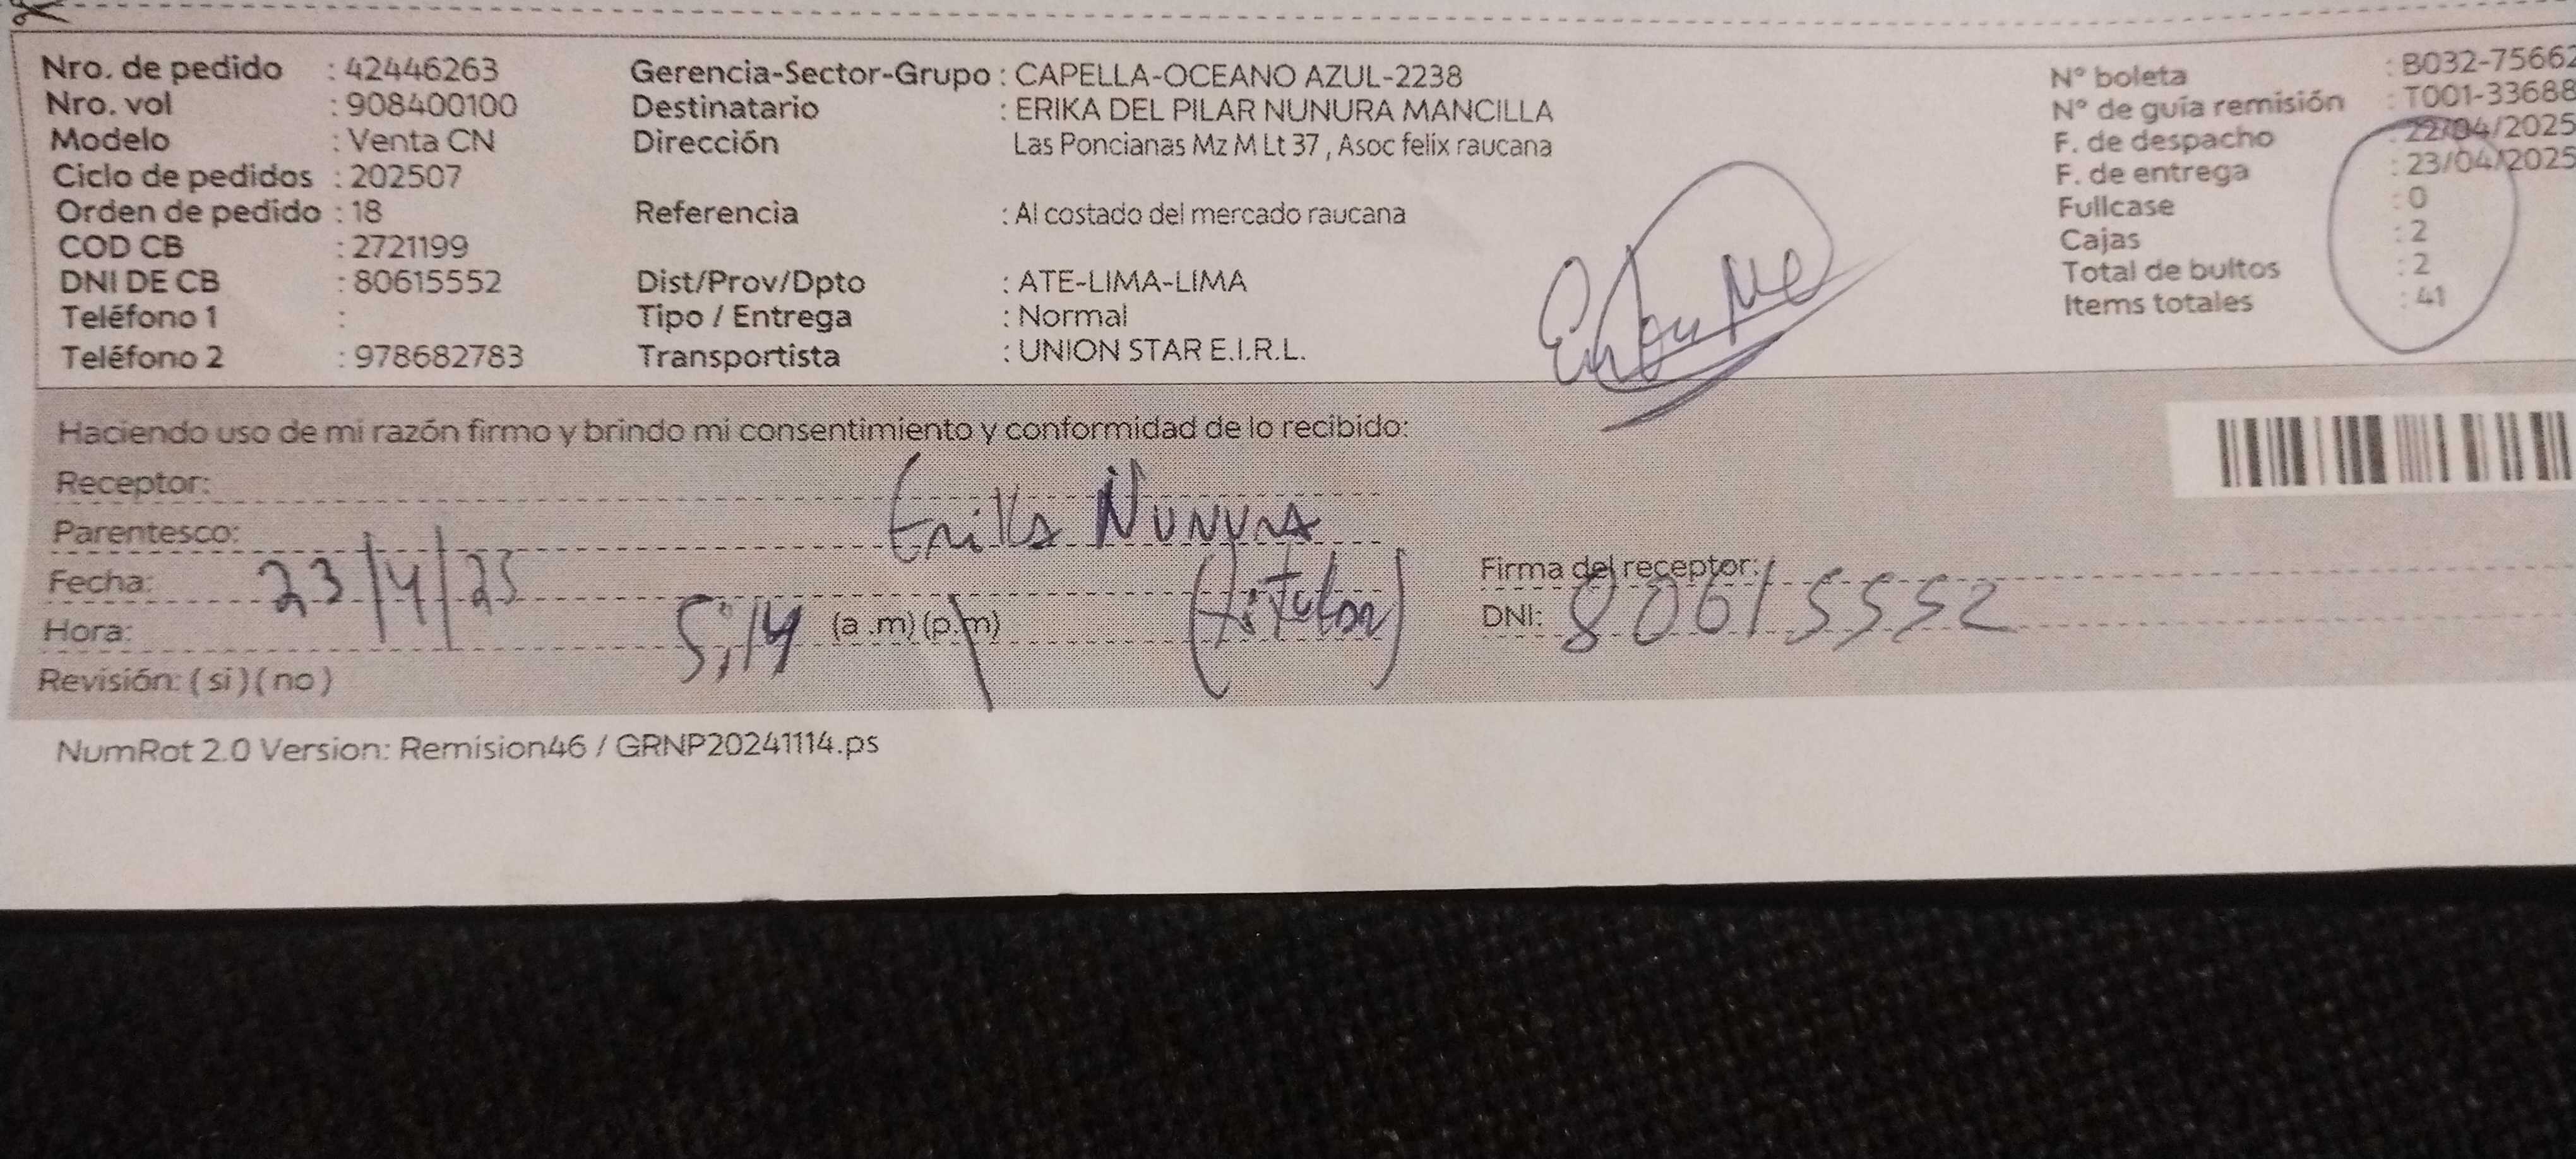 Nro. de pedido : 42446263 Gerencia-Sector-Grupo : CAPELLA-OCEANO AZUL-2238 N° boleta : B032-75662
Nro. vol : 908400100 Destinatario : ERIKA DEL PILAR NUNURA MANCILLA N° de guía remisión : T001-33688
Modelo : Venta CN Dirección Las Poncianas Mz M Lt 37 , Asoc felix raucana F. de despacho : 22/04/2025
Ciclo de pedidos : 202507 F. de entrega : 23/04/2025
Orden de pedido : 18 Referencia : Al costado del mercado raucana Fullcase : 0
COD CB : 2721199 Cajas : 2
DNI DE CB : 80615552 Dist/Prov/Dpto : ATE-LIMA-LIMA Total de bultos : 2
Teléfono 1 : Tipo / Entrega : Normal Items totales : 41
Teléfono 2 : 978682783 Transportista : UNION STAR E.I.R.L.
Haciendo uso de mi razón firmo y brindo mi consentimiento y conformidad de lo recibido:
Receptor:
Parentesco: Erika NUNURA
Fecha: 23/4/25 (titular) Firma del receptor:
Hora: 5:14 (a .m) (p.m) DNI: 80615552
Revisión: ( si ) ( no )
NumRot 2.0 Version: Remision46 / GRNP20241114.ps